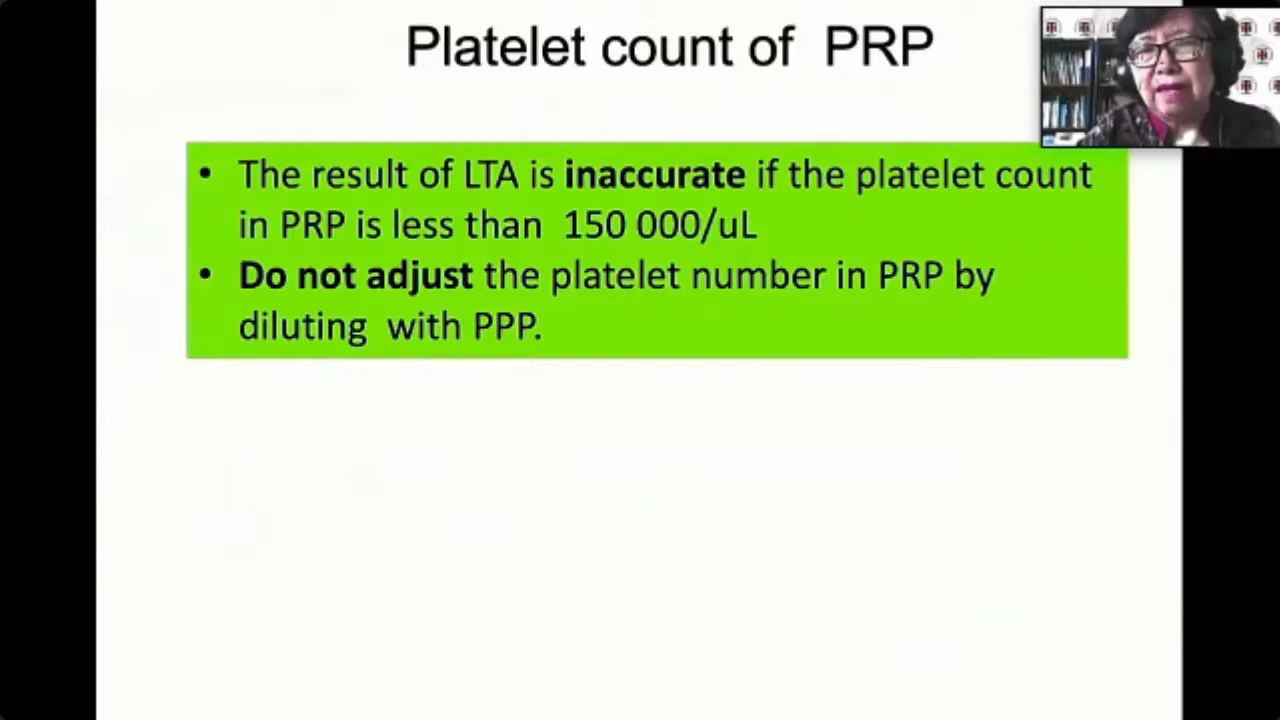 Platelet count of PRP
• The result of LTA is inaccurate if the platelet count
in PRP is less than 150 000/uL
• Do not adjust the platelet number in PRP by
diluting with PPP.